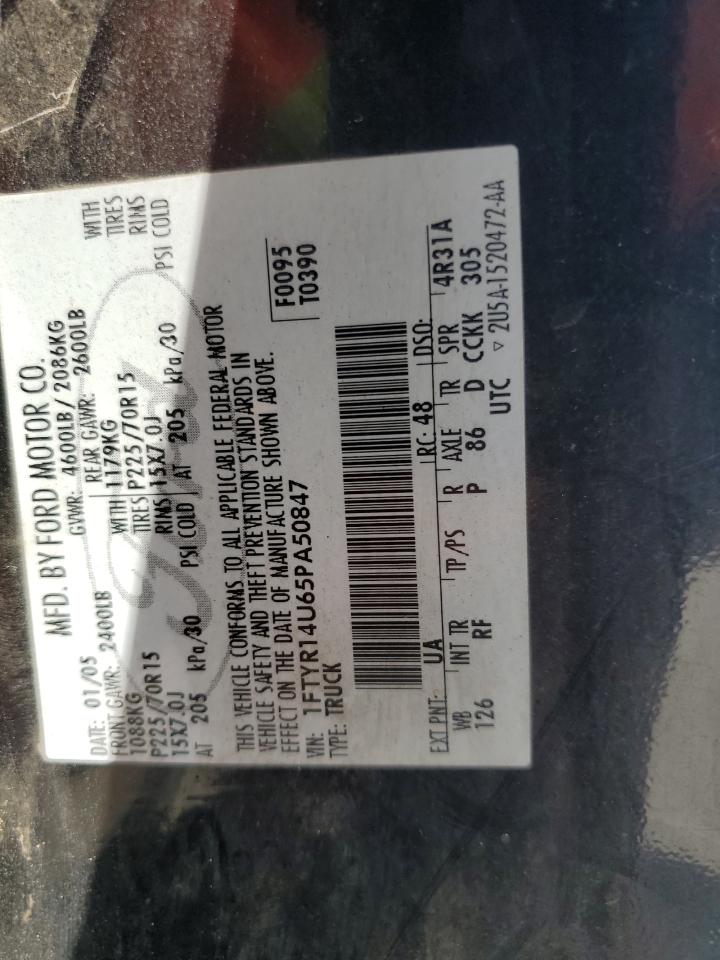 MFD. BY FORD MOTOR CO.
DATE: 01/05 GVWR: 4600LB/ 2086KG
FRONT GAWR: 2400LB REAR GAWR: 2600LB WITH
1088KG WITH 1179KG TIRES
P225/70R15 TIRES P225/70R15 RIMS
15X7.0J RIMS 15X7.0J
AT 205 kPa/30 PSI COLD AT 205 kPa/30 PSI COLD
THIS VEHICLE CONFORMS TO ALL APPLICABLE FEDERAL MOTOR
VEHICLE SAFETY AND THEFT PREVENTION STANDARDS IN
EFFECT ON THE DATE OF MANUFACTURE SHOWN ABOVE.
VIN: 1FTYR14U65PA50847 F0095
TYPE: TRUCK T0390
EXT PNT: UA RC: 48 DSO: 4R31A
WB INT TR TP/PS R AXLE TR SPR
126 RF P 86 D CCKK 305
UTC ▽ 2U5A-1520472-AA
Ford